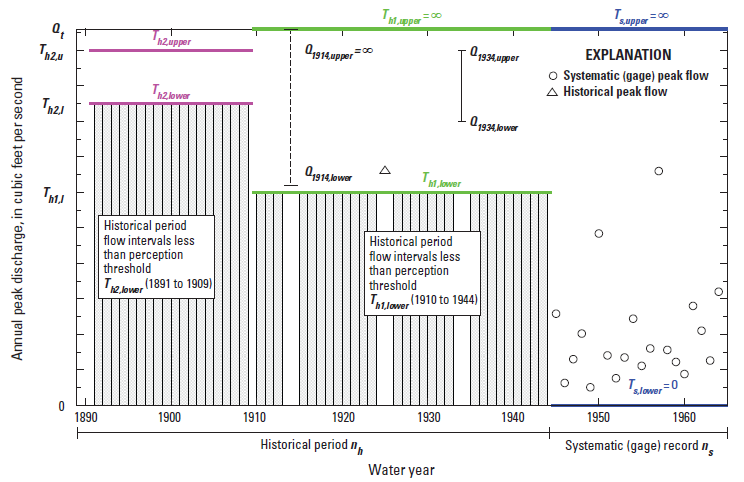 Annual peak discharge, in cubic feet per second
Q_t
T_h2,u
T_h2,l
T_h1,l
0
T_h2,upper
T_h2,lower
T_h1,upper = ∞
T_s,upper = ∞
Q_1914,upper = ∞
Q_1934,upper
Q_1934,lower
Q_1914,lower
T_h1,lower
EXPLANATION
Systematic (gage) peak flow
Historical peak flow
Historical period
flow intervals less
than perception
threshold
T_h2,lower (1891 to 1909)
Historical period
flow intervals less
than perception
threshold
T_h1,lower (1910 to 1944)
T_s,lower = 0
1890 1900 1910 1920 1930 1940 1950 1960
Historical period n_h
Systematic (gage) record n_s
Water year